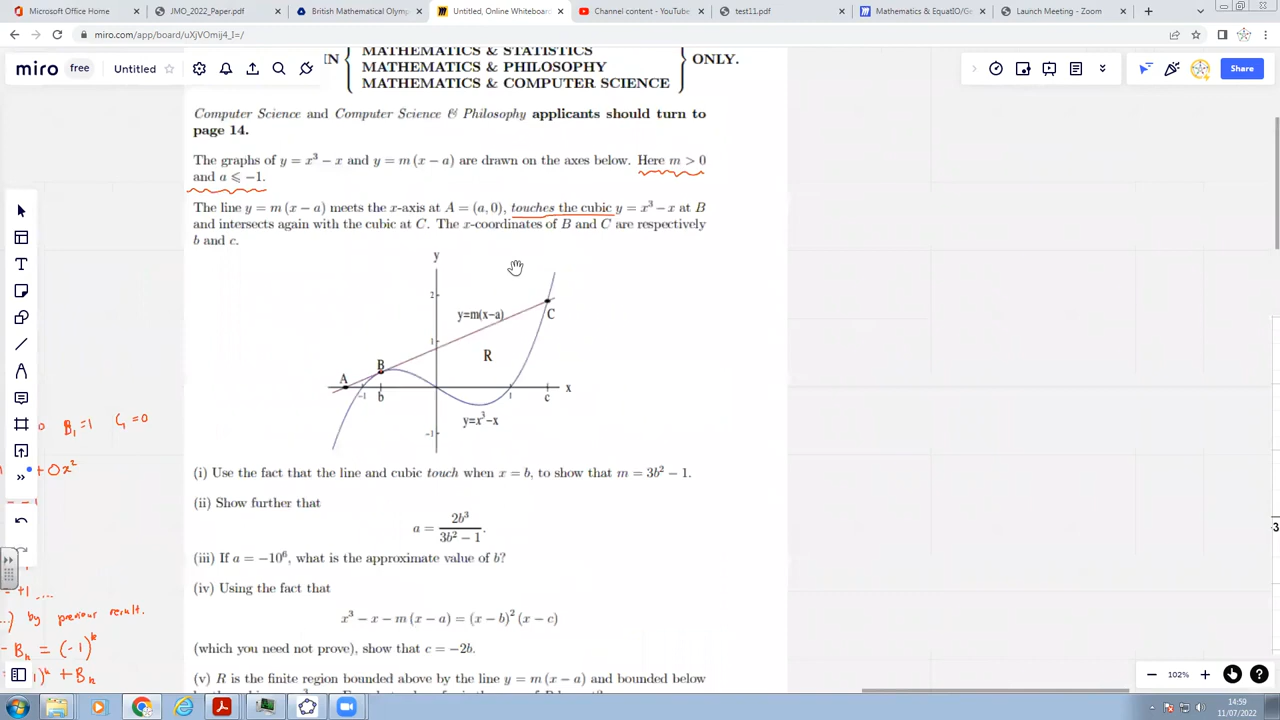 Microsoft Office Home
JMO_2022_Paper.pdf
British Mathematical Olymp
Untitled, Online Whiteboard
Channel content - YouTube
test11.pdf
Mathematics & EquatIO/G
Launch Meeting - Zoom
miro.com/app/board/uXjVOmij4_I=/
miro free Untitled
Share
IN MATHEMATICS & STATISTICS
MATHEMATICS & PHILOSOPHY ONLY.
MATHEMATICS & COMPUTER SCIENCE
Computer Science and Computer Science & Philosophy applicants should turn to
page 14.
The graphs of y = x³ − x and y = m (x − a) are drawn on the axes below. Here m > 0
and a ⩽ −1.
The line y = m (x − a) meets the x-axis at A = (a, 0), touches the cubic y = x³ − x at B
and intersects again with the cubic at C. The x-coordinates of B and C are respectively
b and c.
y
2
y=m(x−a)
C
1
R
B
A
−1
b
1
c
x
y=x³−x
−1
(i) Use the fact that the line and cubic touch when x = b, to show that m = 3b² − 1.
(ii) Show further that
a = 2b³ / 3b² − 1 .
(iii) If a = −10⁶, what is the approximate value of b?
(iv) Using the fact that
x³ − x − m (x − a) = (x − b)² (x − c)
(which you need not prove), show that c = −2b.
(v) R is the finite region bounded above by the line y = m (x − a) and bounded below
B₁ = 1
= 0
+ 0x²
= +1 ...
by previous result.
- Bₖ = (-1)ᵏ
+ Bₖ
102%
14:59
11/07/2022